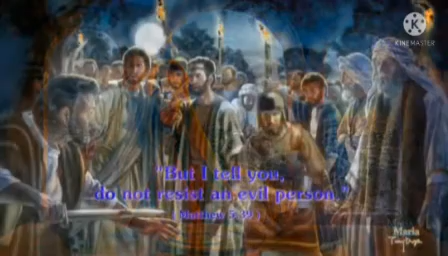 KINEMASTER
"But I tell you,
do not resist an evil person."
( Matthew 5:39 )
Maria